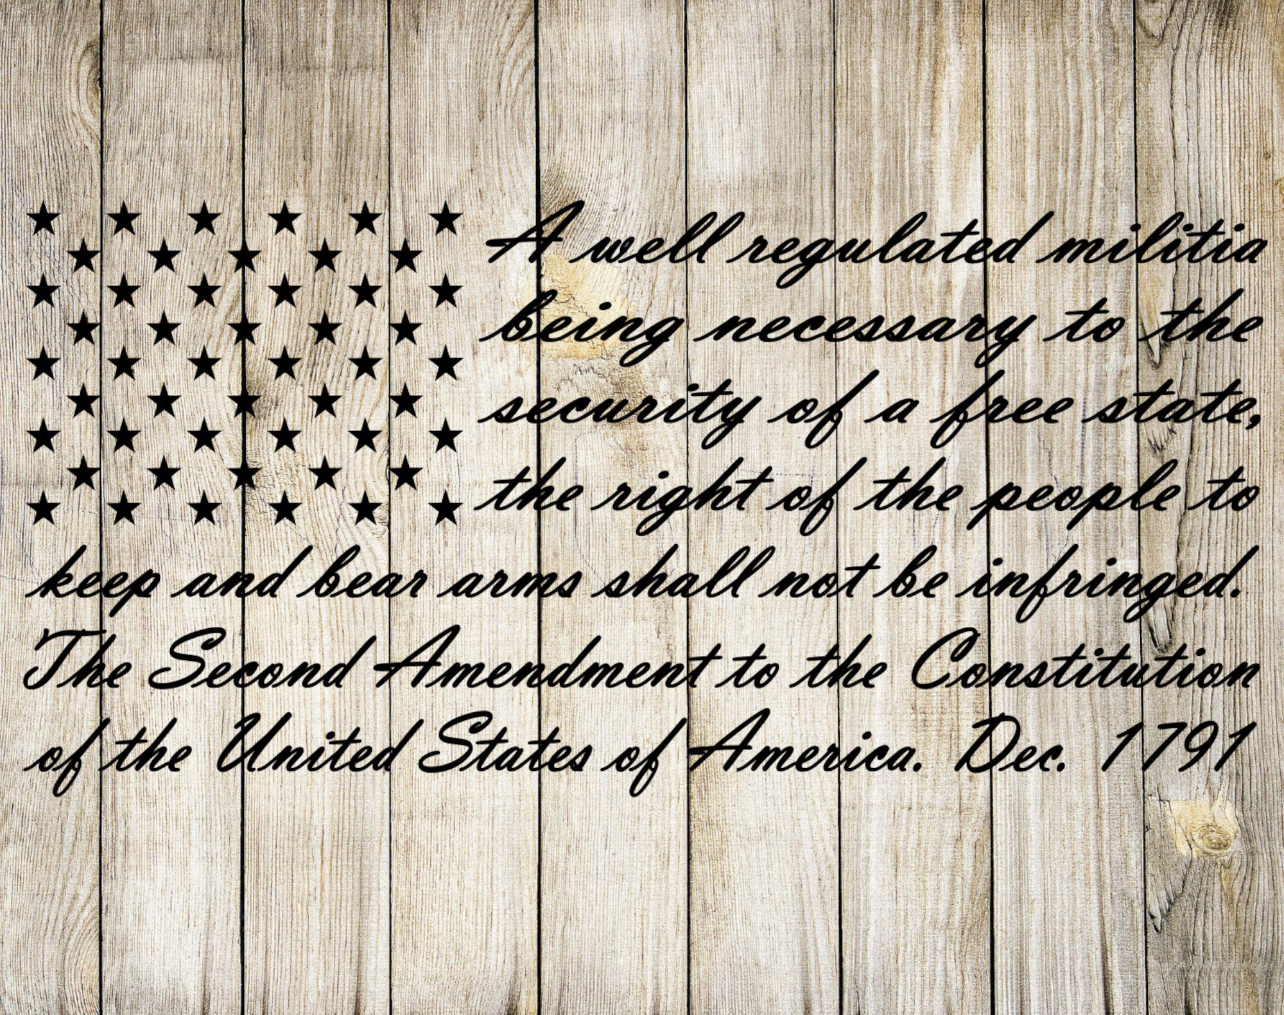 A well regulated militia
being necessary to the
security of a free state,
the right of the people to
keep and bear arms shall not be infringed.
The Second Amendment to the Constitution
of the United States of America. Dec. 1791